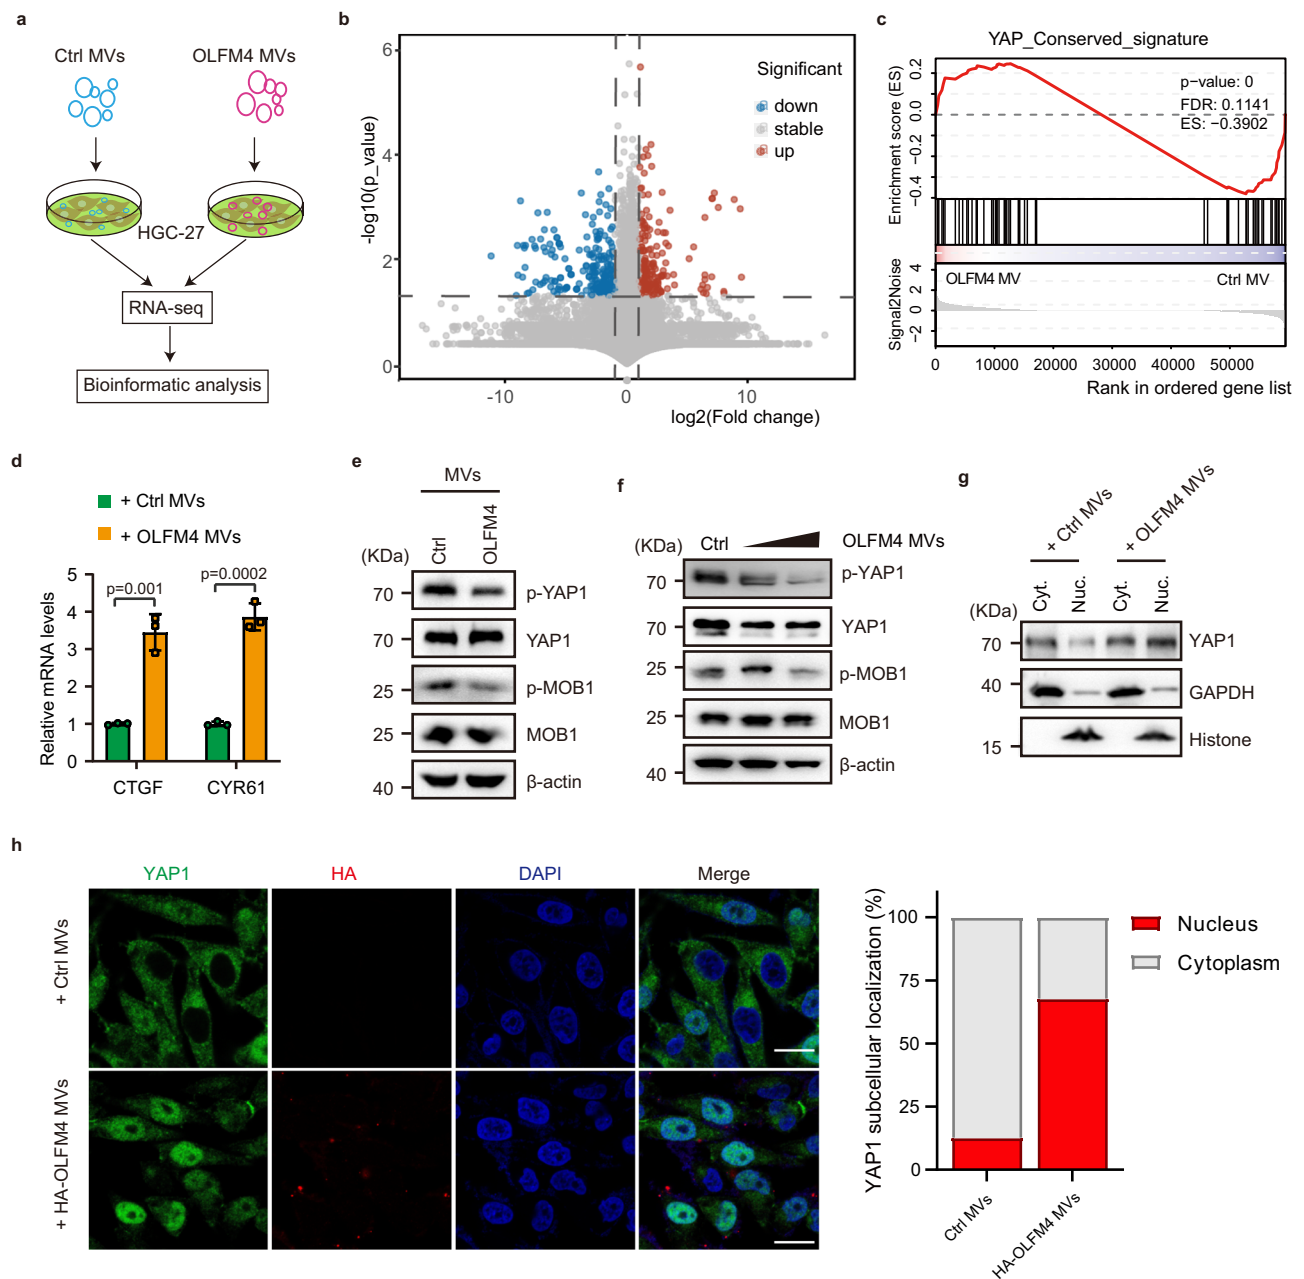 a
Ctrl MVs
OLFM4 MVs
HGC-27
RNA-seq
Bioinformatic analysis
b
6
4
2
0
-log10(p_value)
-10
0
10
log2(Fold change)
Significant
down
stable
up
c
YAP_Conserved_signature
p−value: 0
FDR: 0.1141
ES: −0.3902
Enrichment score (ES)
0.2
0.0
−0.2
−0.4
OLFM4 MV
Ctrl MV
Signal2Noise
4
2
0
−2
0
10000
20000
30000
40000
50000
Rank in ordered gene list
d
+ Ctrl MVs
+ OLFM4 MVs
p=0.001
p=0.0002
Relative mRNA levels
5
4
3
2
1
0
CTGF
CYR61
e
MVs
Ctrl
OLFM4
(KDa)
70
p-YAP1
70
YAP1
25
p-MOB1
25
MOB1
40
β-actin
f
(KDa)
Ctrl
OLFM4 MVs
70
p-YAP1
70
YAP1
25
p-MOB1
25
MOB1
40
β-actin
g
+ Ctrl MVs
+ OLFM4 MVs
Cyt.
Nuc.
Cyt.
Nuc.
(KDa)
70
YAP1
40
GAPDH
15
Histone
h
YAP1
HA
DAPI
Merge
+ Ctrl MVs
+ HA-OLFM4 MVs
YAP1 subcellular localization (%)
100
75
50
25
0
Ctrl MVs
HA-OLFM4 MVs
Nucleus
Cytoplasm